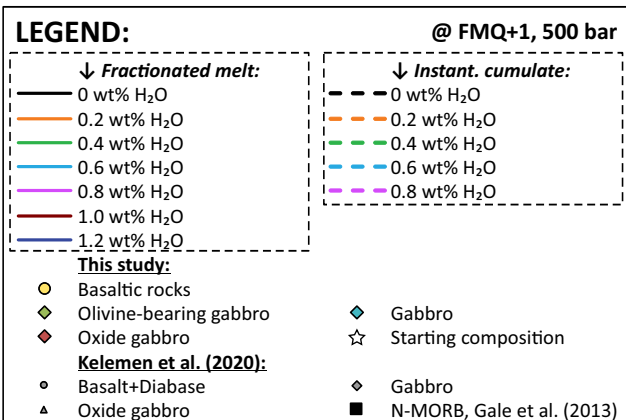 LEGEND: @ FMQ+1, 500 bar
↓ Fractionated melt: ↓ Instant. cumulate:
0 wt% H₂O 0 wt% H₂O
0.2 wt% H₂O 0.2 wt% H₂O
0.4 wt% H₂O 0.4 wt% H₂O
0.6 wt% H₂O 0.6 wt% H₂O
0.8 wt% H₂O 0.8 wt% H₂O
1.0 wt% H₂O
1.2 wt% H₂O
This study:
Basaltic rocks
Olivine-bearing gabbro Gabbro
Oxide gabbro Starting composition
Kelemen et al. (2020):
Basalt+Diabase Gabbro
Oxide gabbro N-MORB, Gale et al. (2013)